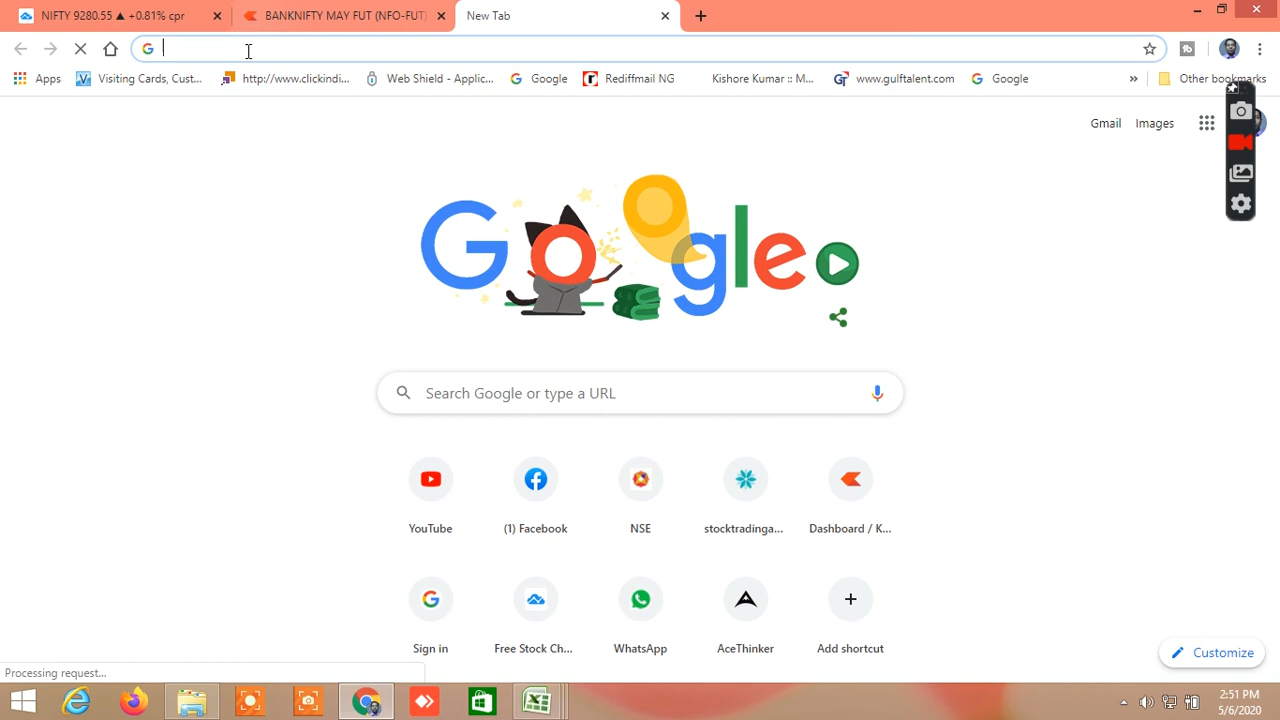 NIFTY 9280.55 ▲ +0.81% cpr
BANKNIFTY MAY FUT (NFO-FUT)
New Tab
Apps
Visiting Cards, Cust...
http://www.clickindi...
Web Shield - Applic...
Google
Rediffmail NG
Kishore Kumar :: M...
www.gulftalent.com
Google
»
Other bookmarks
Gmail
Images
Google
Search Google or type a URL
YouTube
(1) Facebook
NSE
stocktradinga...
Dashboard / K...
Sign in
Free Stock Ch...
WhatsApp
AceThinker
Add shortcut
Customize
Processing request...
2:51 PM
5/6/2020